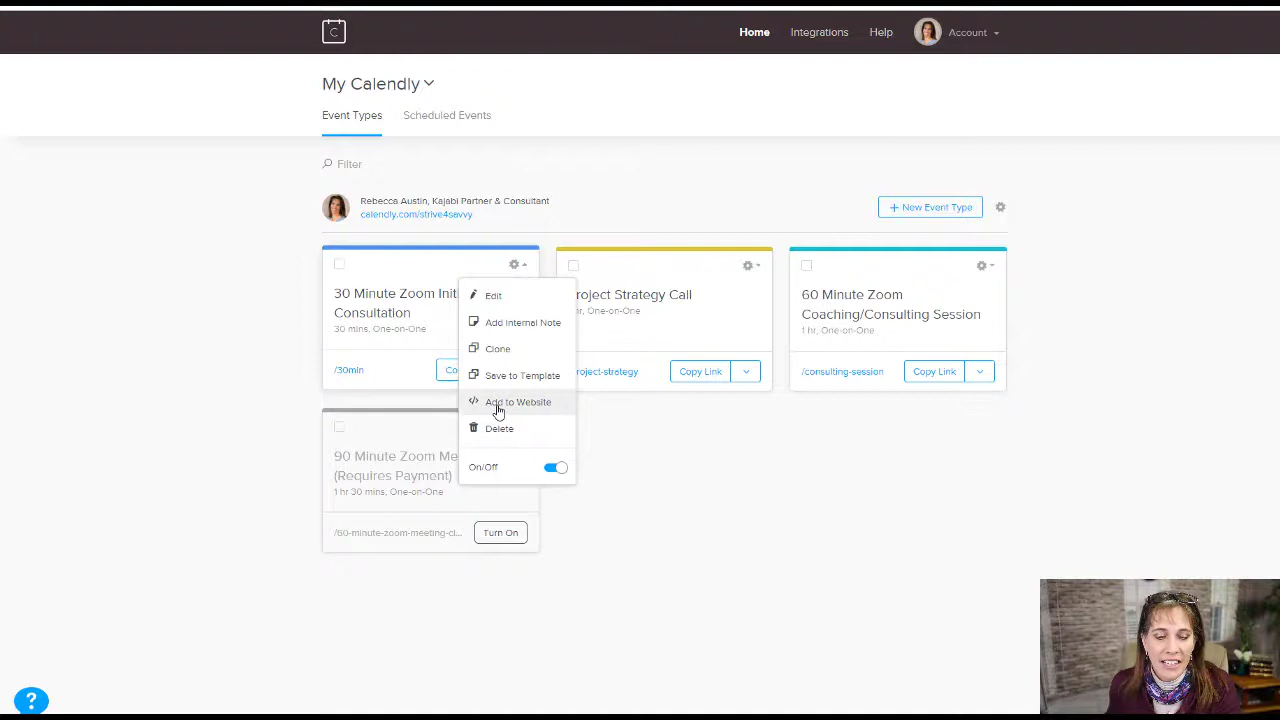 C
Home
Integrations
Help
Account
My Calendly
Event Types
Scheduled Events
Filter
Rebecca Austin, Kajabi Partner & Consultant
calendly.com/strive4savvy
+ New Event Type
30 Minute Zoom Initi
Consultation
30 mins, One-on-One
/30min
Co
Edit
Add Internal Note
Clone
Save to Template
</> Add to Website
Delete
On/Off
roject Strategy Call
hr, One-on-One
roject-strategy
Copy Link
60 Minute Zoom
Coaching/Consulting Session
1 hr, One-on-One
/consulting-session
Copy Link
90 Minute Zoom Me
(Requires Payment)
1 hr 30 mins, One-on-One
/60-minute-zoom-meeting-cl...
Turn On
?